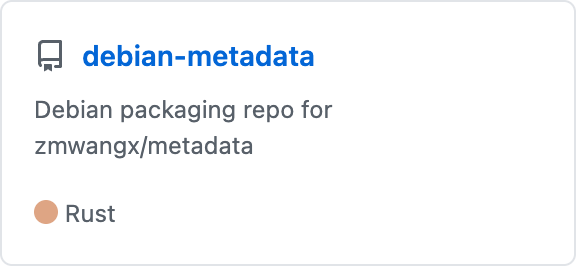 debian-metadata
Debian packaging repo for
zmwangx/metadata
Rust